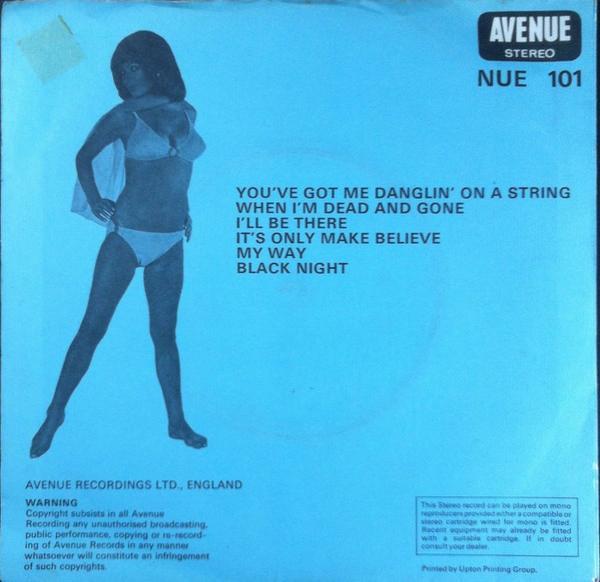 AVENUE
STEREO
NUE 101
YOU'VE GOT ME DANGLIN' ON A STRING
WHEN I'M DEAD AND GONE
I'LL BE THERE
IT'S ONLY MAKE BELIEVE
MY WAY
BLACK NIGHT
AVENUE RECORDINGS LTD., ENGLAND
WARNING
Copyright subsists in all Avenue
Recording any unauthorised broadcasting,
public performance, copying or re-record-
ing of Avenue Records in any manner
whatsoever will constitute an infringement
of such copyrights.
This Stereo record can be played on mono
reproducers provided either a compatible or
stereo cartridge wired for mono is fitted.
Recent equipment may already be fitted
with a suitable cartridge. If in doubt
consult your dealer.
Printed by Upton Printing Group.